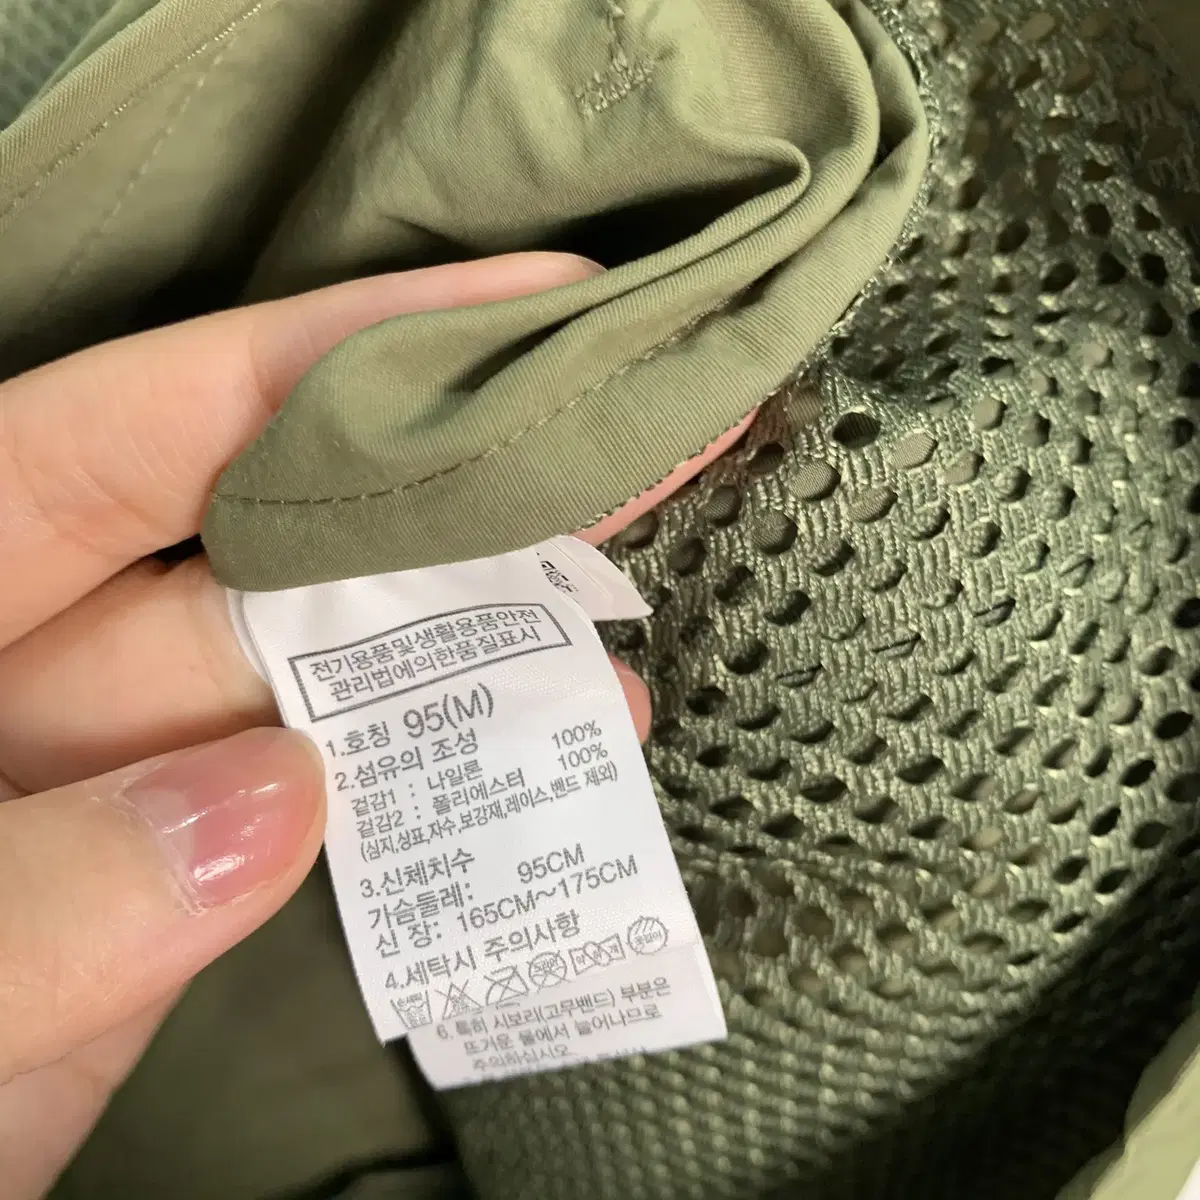 전기용품및생활용품안전
관리법에의한품질표시
1.호칭 95(M)
2.섬유의 조성
겉감1 : 나일론 100%
겉감2 : 폴리에스터 100%
(심지,상표,자수,보강재,레이스,밴드 제외)
3.신체치수
가슴둘레: 95CM
신 장: 165CM~175CM
4.세탁시 주의사항
6. 특히 시보리(고무밴드) 부분은
뜨거운 물에서 늘어나므로
주의하십시오.